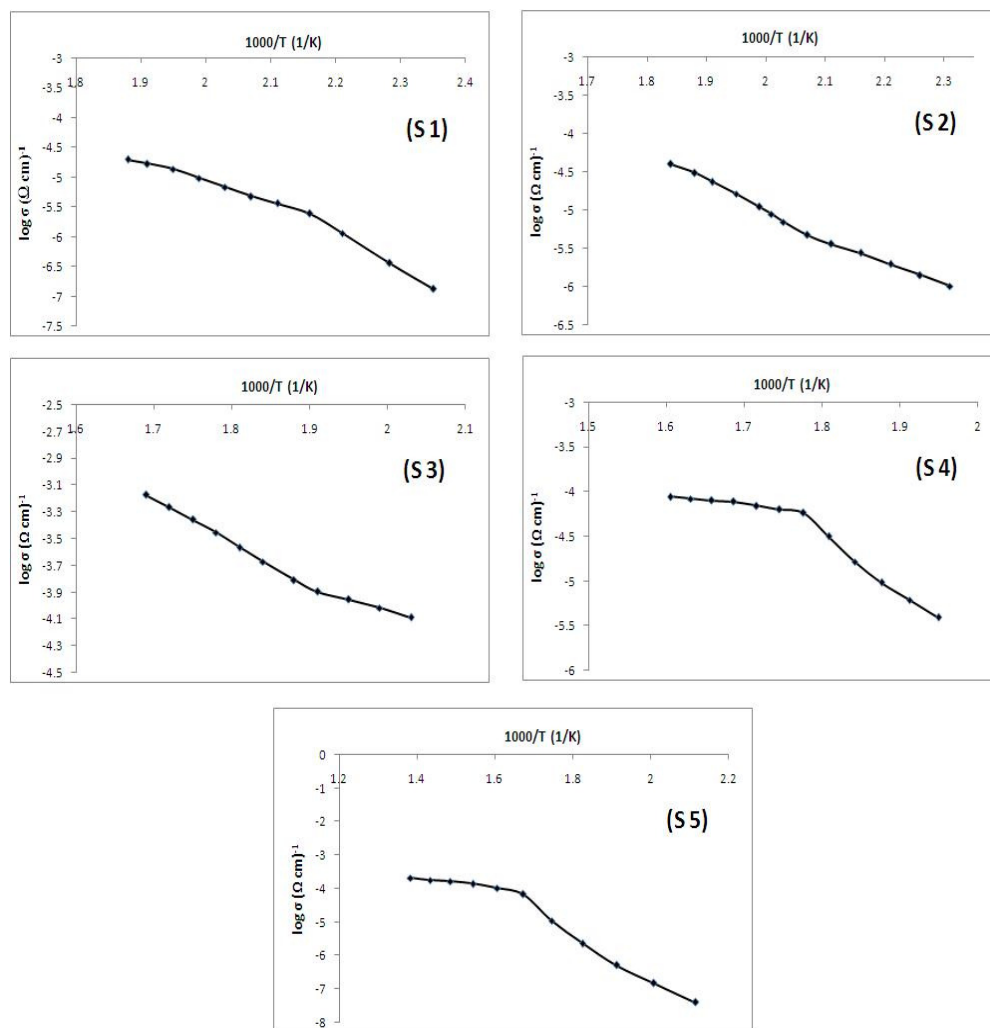 1000/T (1/K)
-3
1.8 1.9 2 2.1 2.2 2.3 2.4
-3.5
-4
(S 1)
-4.5
-5
-5.5
-6
-6.5
-7
-7.5
log σ (Ω cm)⁻¹
1000/T (1/K)
-3
1.7 1.8 1.9 2 2.1 2.2 2.3
-3.5
-4
(S 2)
-4.5
-5
-5.5
-6
-6.5
log σ (Ω cm)⁻¹
1000/T (1/K)
-2.5
1.6 1.7 1.8 1.9 2 2.1
-2.7
-2.9
(S 3)
-3.1
-3.3
-3.5
-3.7
-3.9
-4.1
-4.3
-4.5
log σ (Ω cm)⁻¹
1000/T (1/K)
-3
1.5 1.6 1.7 1.8 1.9 2
-3.5
(S 4)
-4
-4.5
-5
-5.5
-6
log σ (Ω cm)⁻¹
1000/T (1/K)
0
1.2 1.4 1.6 1.8 2 2.2
-1
-2
(S 5)
-3
-4
-5
-6
-7
-8
log σ (Ω cm)⁻¹